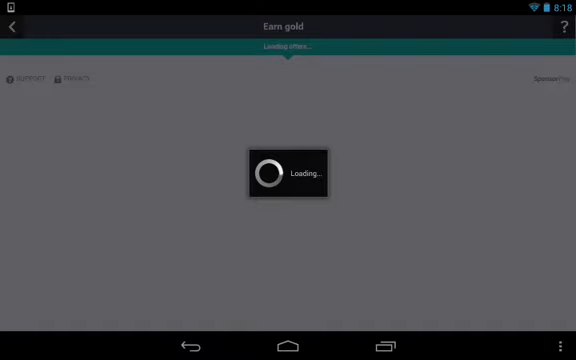 8:18
Earn gold
?
Loading offers...
SUPPORT PRIVACY SponsorPay
Loading...